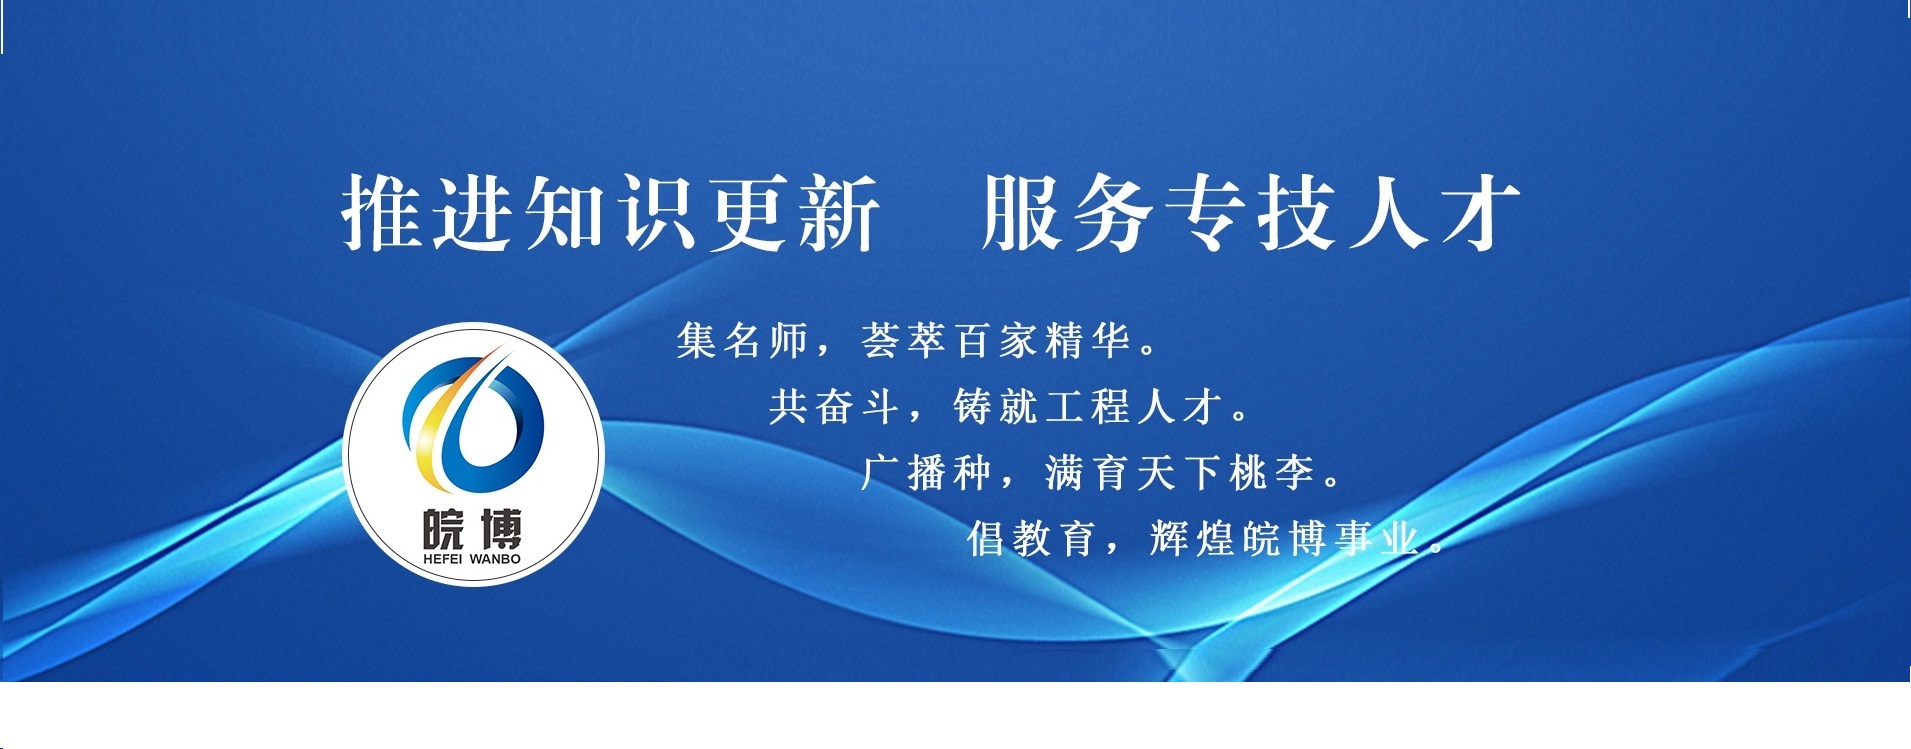 推进知识更新　服务专技人才
集名师，荟萃百家精华。
共奋斗，铸就工程人才。
广播种，满育天下桃李。
倡教育，辉煌皖博事业。
皖博
HEFEI WANBO